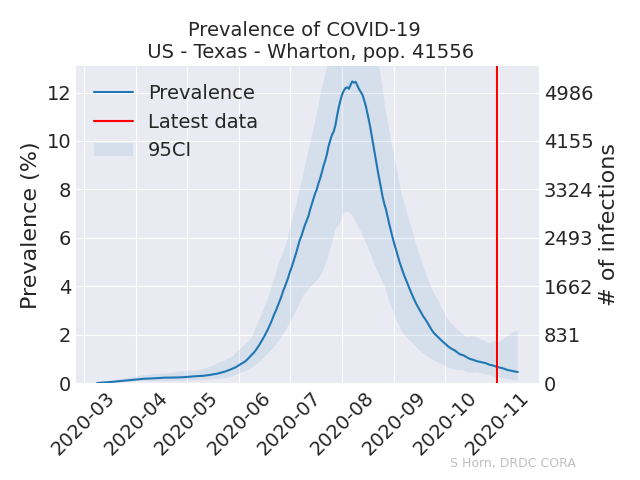 Prevalence of COVID-19
US - Texas - Wharton, pop. 41556
Prevalence
Latest data
95CI
Prevalence (%)
12
10
8
6
4
2
0
# of infections
4986
4155
3324
2493
1662
831
0
2020-03
2020-04
2020-05
2020-06
2020-07
2020-08
2020-09
2020-10
2020-11
S Horn, DRDC CORA